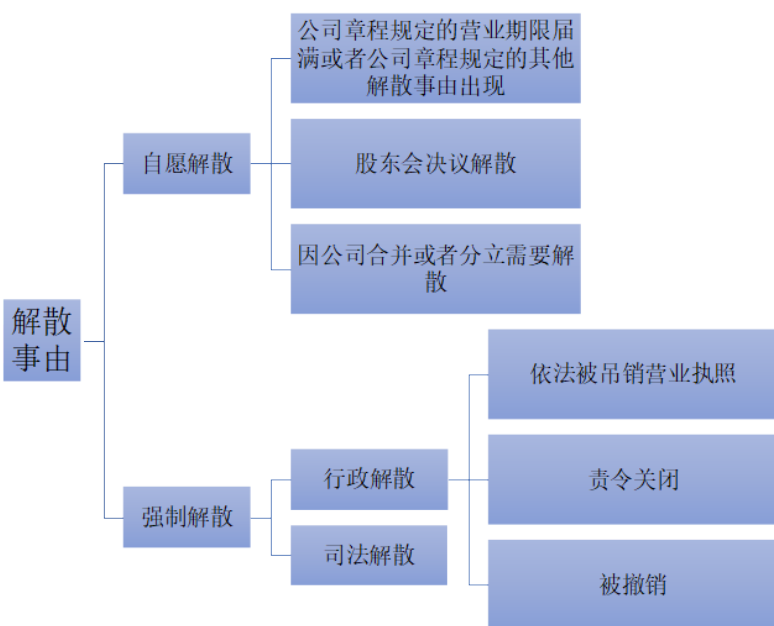 公司章程规定的营业期限届
满或者公司章程规定的其他
解散事由出现
自愿解散
股东会决议解散
因公司合并或者分立需要解
散
解散
事由
依法被吊销营业执照
行政解散
责令关闭
强制解散
司法解散
被撤销